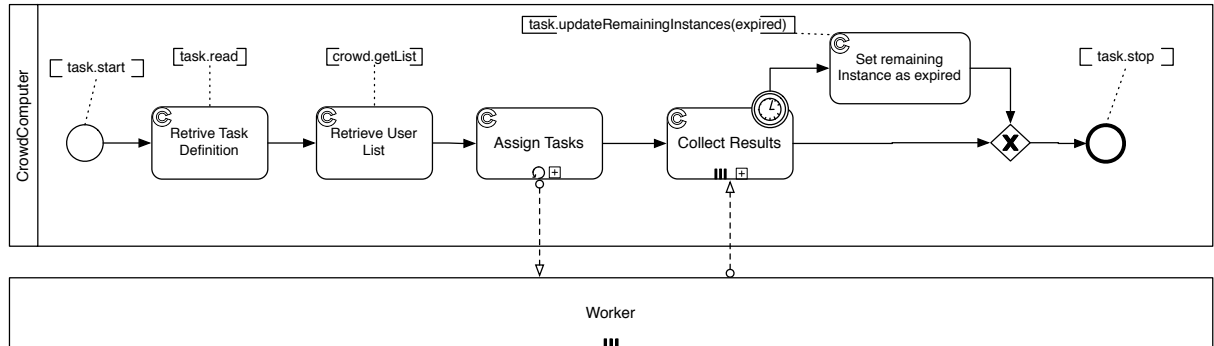 task.updateRemainingInstances(expired)
task.start
task.read
crowd.getList
task.stop
CrowdComputer
C
Retrive Task
Definition
C
Retrieve User
List
C
Assign Tasks
C
Collect Results
C
Set remaining
Instance as expired
X
Worker